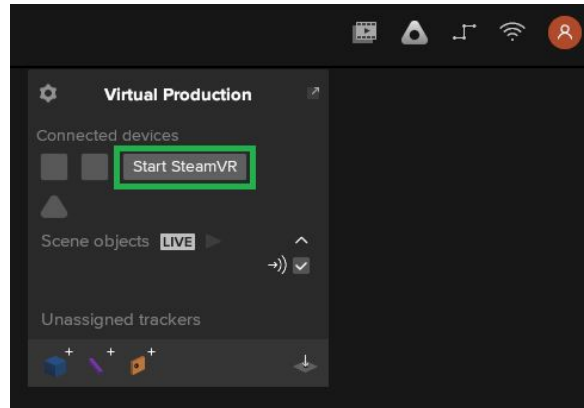 Virtual Production
Connected devices
Start SteamVR
Scene objects LIVE
Unassigned trackers